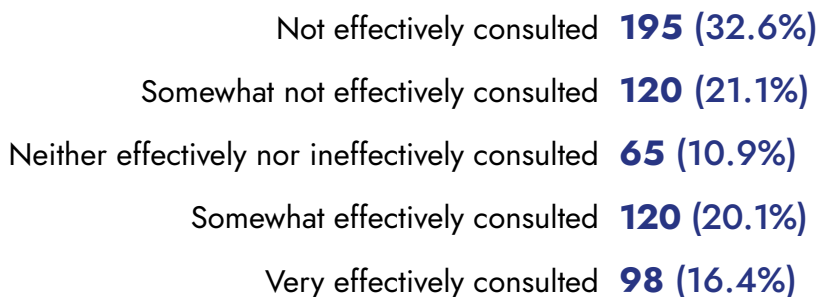 Not effectively consulted 195 (32.6%)
Somewhat not effectively consulted 120 (21.1%)
Neither effectively nor ineffectively consulted 65 (10.9%)
Somewhat effectively consulted 120 (20.1%)
Very effectively consulted 98 (16.4%)